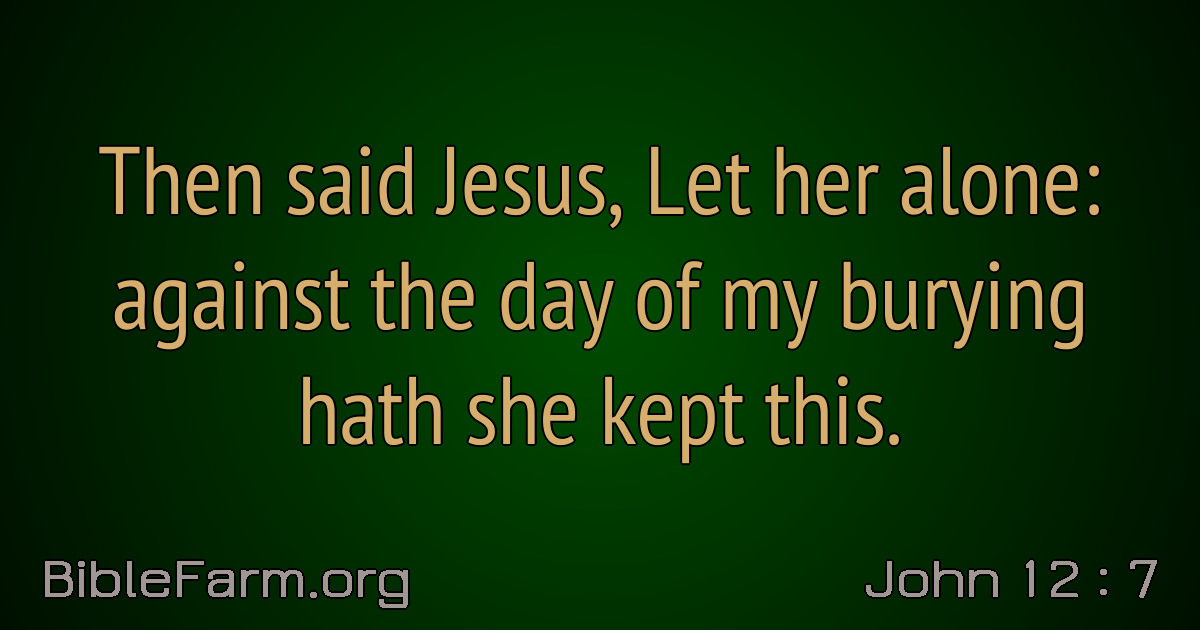 Then said Jesus, Let her alone:
against the day of my burying
hath she kept this.
BibleFarm.org
John 12 : 7